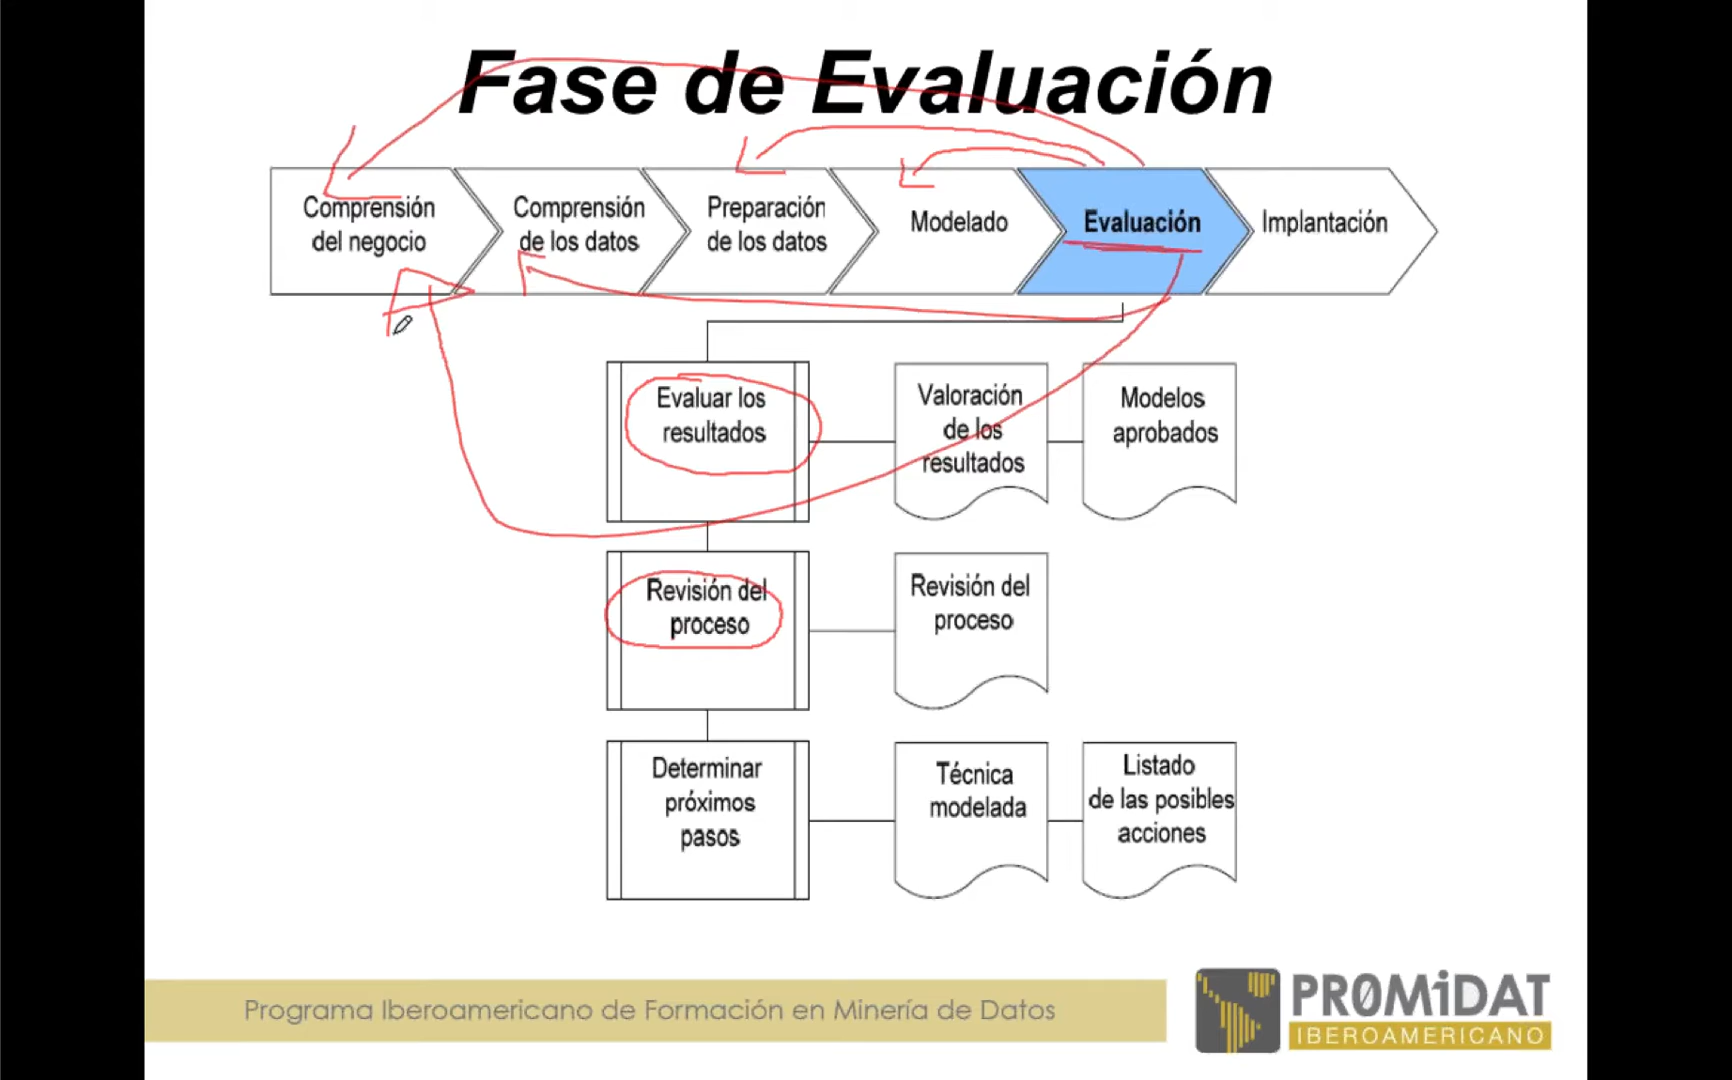 Fase de Evaluación
Comprensión
del negocio
Comprensión
de los datos
Preparación
de los datos
Modelado
Evaluación
Implantación
Evaluar los
resultados
Valoración
de los
resultados
Modelos
aprobados
Revisión del
proceso
Revisión del
proceso
Determinar
próximos
pasos
Técnica
modelada
Listado
de las posibles
acciones
Programa Iberoamericano de Formación en Minería de Datos
PR0MiDAT
IBEROAMERICANO